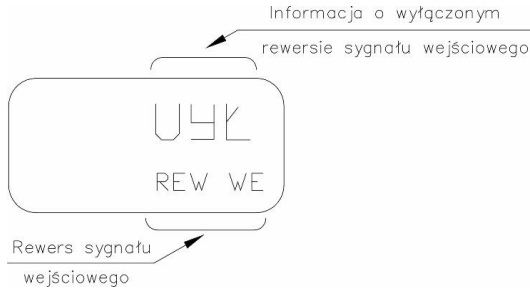 Informacja o wyłączonym
rewersie sygnału wejściowego
UYŁ
REW WE
Rewers sygnału
wejściowego